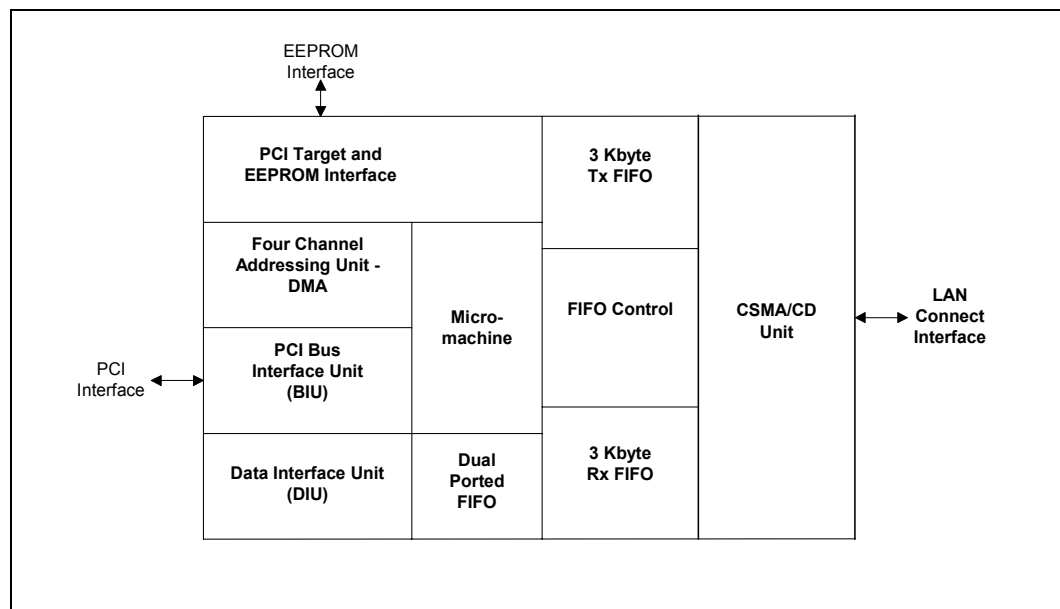 EEPROM
Interface
PCI Target and
EEPROM Interface
3 Kbyte
Tx FIFO
Four Channel
Addressing Unit -
DMA
Micro-
machine
FIFO Control
CSMA/CD
Unit
LAN
Connect
Interface
PCI
Interface
PCI Bus
Interface Unit
(BIU)
Data Interface Unit
(DIU)
Dual
Ported
FIFO
3 Kbyte
Rx FIFO